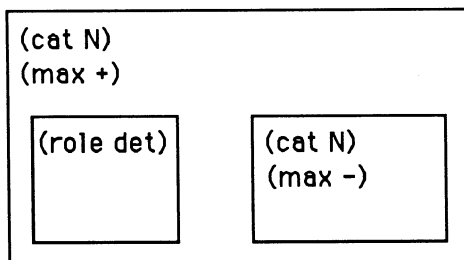 (cat N)
(max +)
(role det)
(cat N)
(max –)